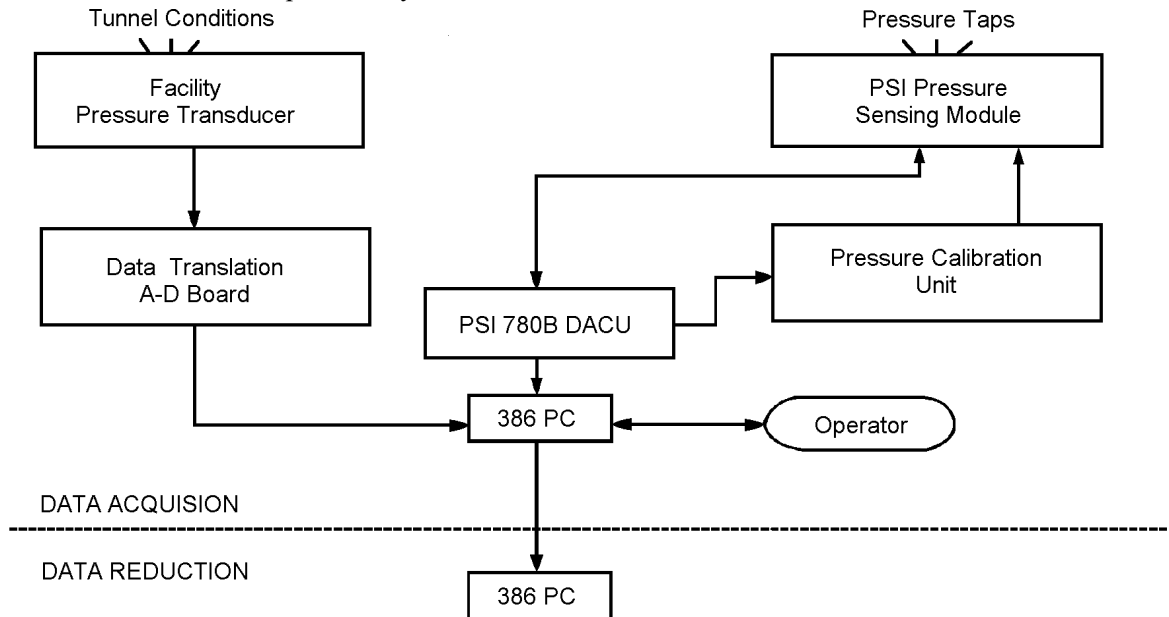 Tunnel Conditions
Facility
Pressure Transducer
Data Translation
A-D Board
Pressure Taps
PSI Pressure
Sensing Module
Pressure Calibration
Unit
PSI 780B DACU
386 PC
Operator
DATA ACQUISION
DATA REDUCTION
386 PC